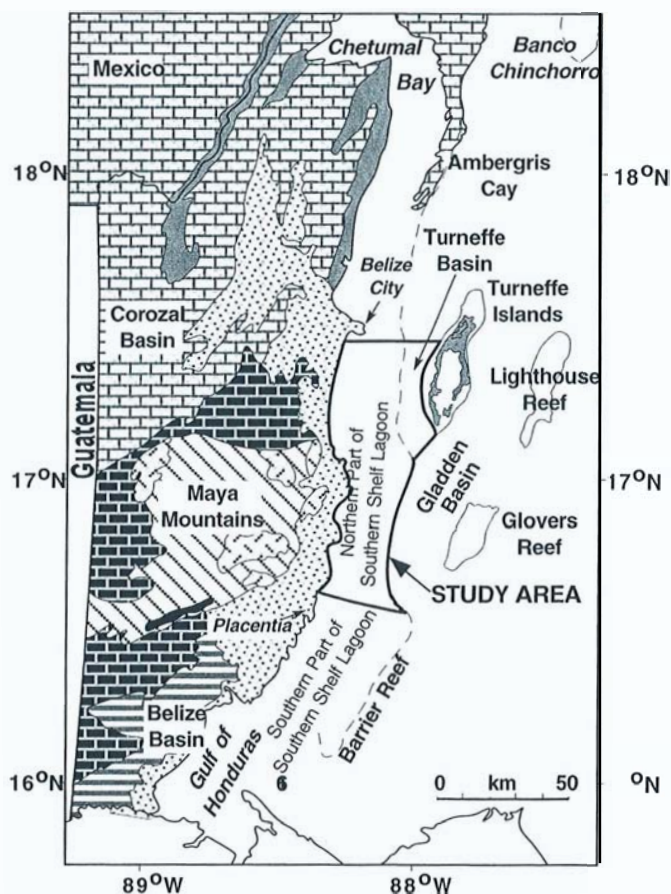 Chetumal
Bay
Banco
Chinchorro
Mexico
18°N
18°N
Ambergris
Cay
Turneffe
Basin
Belize
City
Turneffe
Islands
Corozal
Basin
Lighthouse
Reef
Guatemala
17°N
17°N
Northern Part of
Southern Shelf Lagoon
Gladden
Basin
Maya
Mountains
Glovers
Reef
STUDY AREA
Placentia
Southern Part of
Southern Shelf Lagoon
Barrier Reef
Belize
Basin
Gulf of
Honduras
6
16°N
°N
0 km 50
89°W
88°W